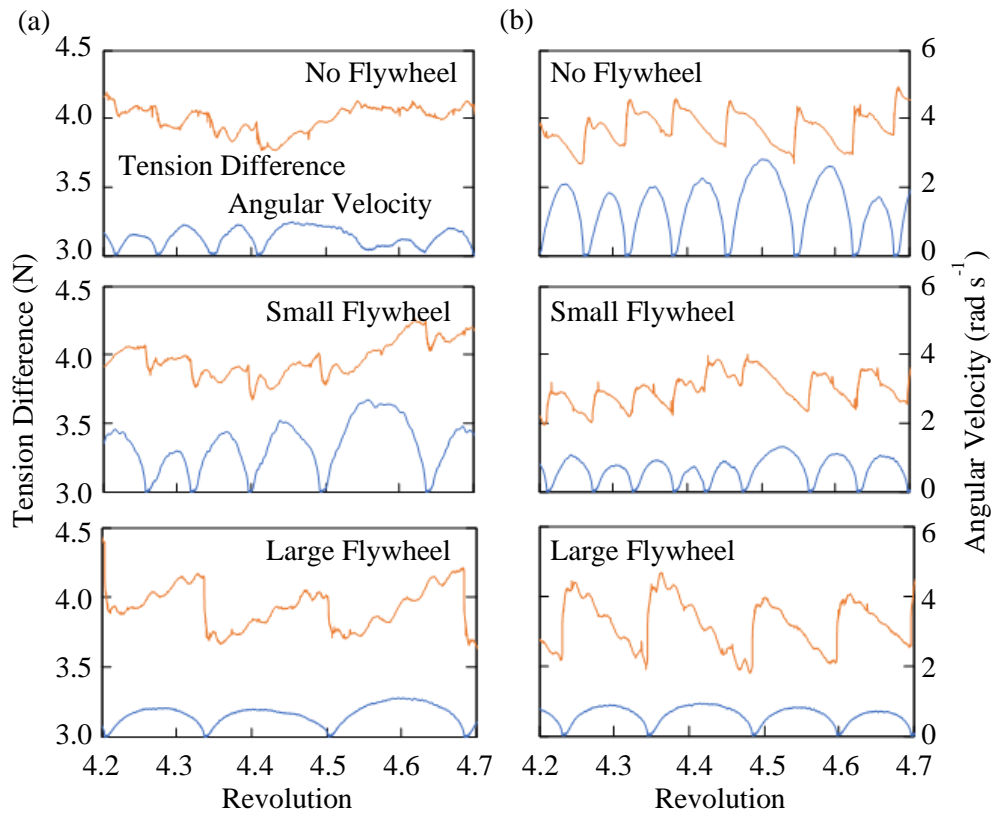 (a)
(b)
4.5
4.0
3.5
3.0
No Flywheel
Tension Difference
Angular Velocity
No Flywheel
6
4
2
0
4.5
4.0
3.5
3.0
Small Flywheel
Small Flywheel
6
4
2
0
4.5
4.0
3.5
3.0
Large Flywheel
Large Flywheel
6
4
2
0
Tension Difference (N)
Angular Velocity (rad s⁻¹)
4.2 4.3 4.4 4.5 4.6 4.7
Revolution
4.2 4.3 4.4 4.5 4.6 4.7
Revolution